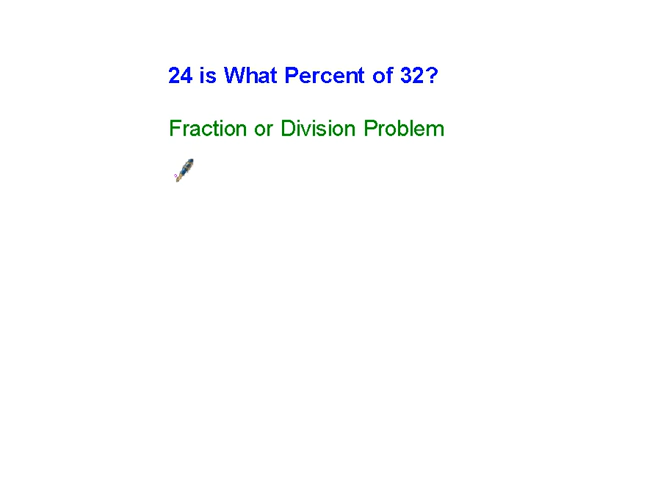 24 is What Percent of 32?
Fraction or Division Problem